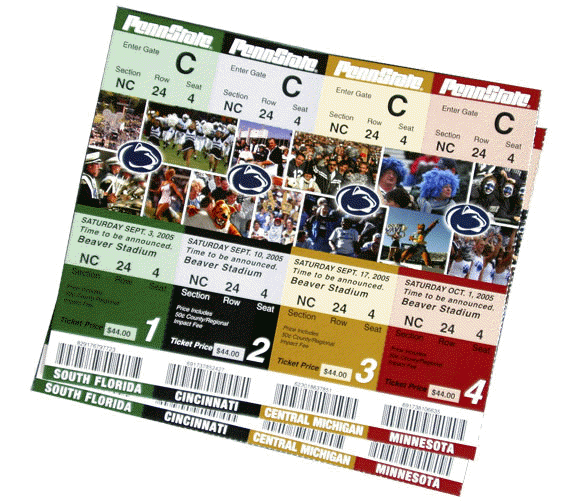 PENNSTATE
Enter Gate C
Section Row Seat
NC 24 4
SATURDAY SEPT. 3, 2005
Time to be announced.
Beaver Stadium
NC 24 4
Section Row Seat
Price Includes
50¢ County/Regional
Impact Fee
Ticket Price $44.00 1
SOUTH FLORIDA
SOUTH FLORIDA
PENNSTATE
Enter Gate C
Section Row Seat
NC 24 4
SATURDAY SEPT. 10, 2005
Time to be announced.
Beaver Stadium
NC 24 4
Section Row Seat
Price Includes
50¢ County/Regional
Impact Fee
Ticket Price $44.00 2
CINCINNATI
CINCINNATI
PENNSTATE
Enter Gate C
Section Row Seat
NC 24 4
SATURDAY SEPT. 17, 2005
Time to be announced.
Beaver Stadium
NC 24 4
Section Row Seat
Price Includes
50¢ County/Regional
Impact Fee
Ticket Price $44.00 3
CENTRAL MICHIGAN
CENTRAL MICHIGAN
PENNSTATE
Enter Gate C
Section Row Seat
NC 24 4
SATURDAY OCT. 1, 2005
Time to be announced.
Beaver Stadium
NC 24 4
Section Row Seat
Price Includes
50¢ County/Regional
Impact Fee
Ticket Price $44.00 4
MINNESOTA
MINNESOTA